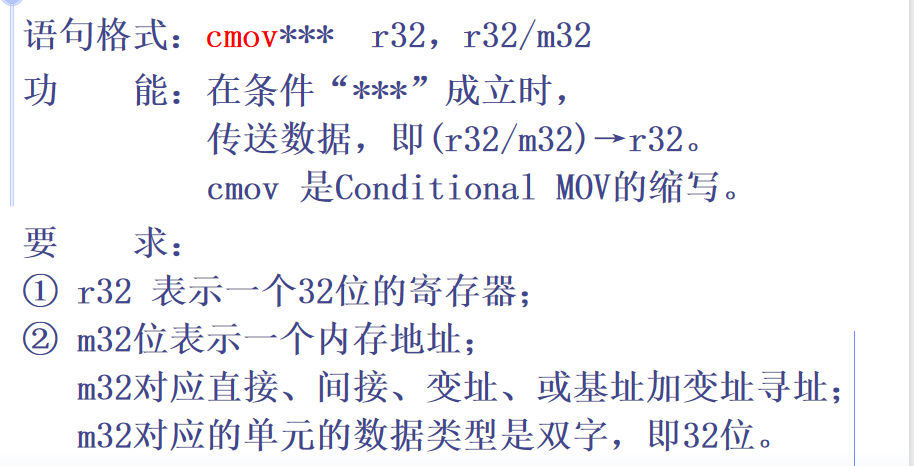 语句格式：cmov***  r32，r32/m32
功    能：在条件“***”成立时，
传送数据，即(r32/m32)→r32。
cmov 是Conditional MOV的缩写。
要    求：
① r32 表示一个32位的寄存器；
② m32位表示一个内存地址；
m32对应直接、间接、变址、或基址加变址寻址；
m32对应的单元的数据类型是双字，即32位。